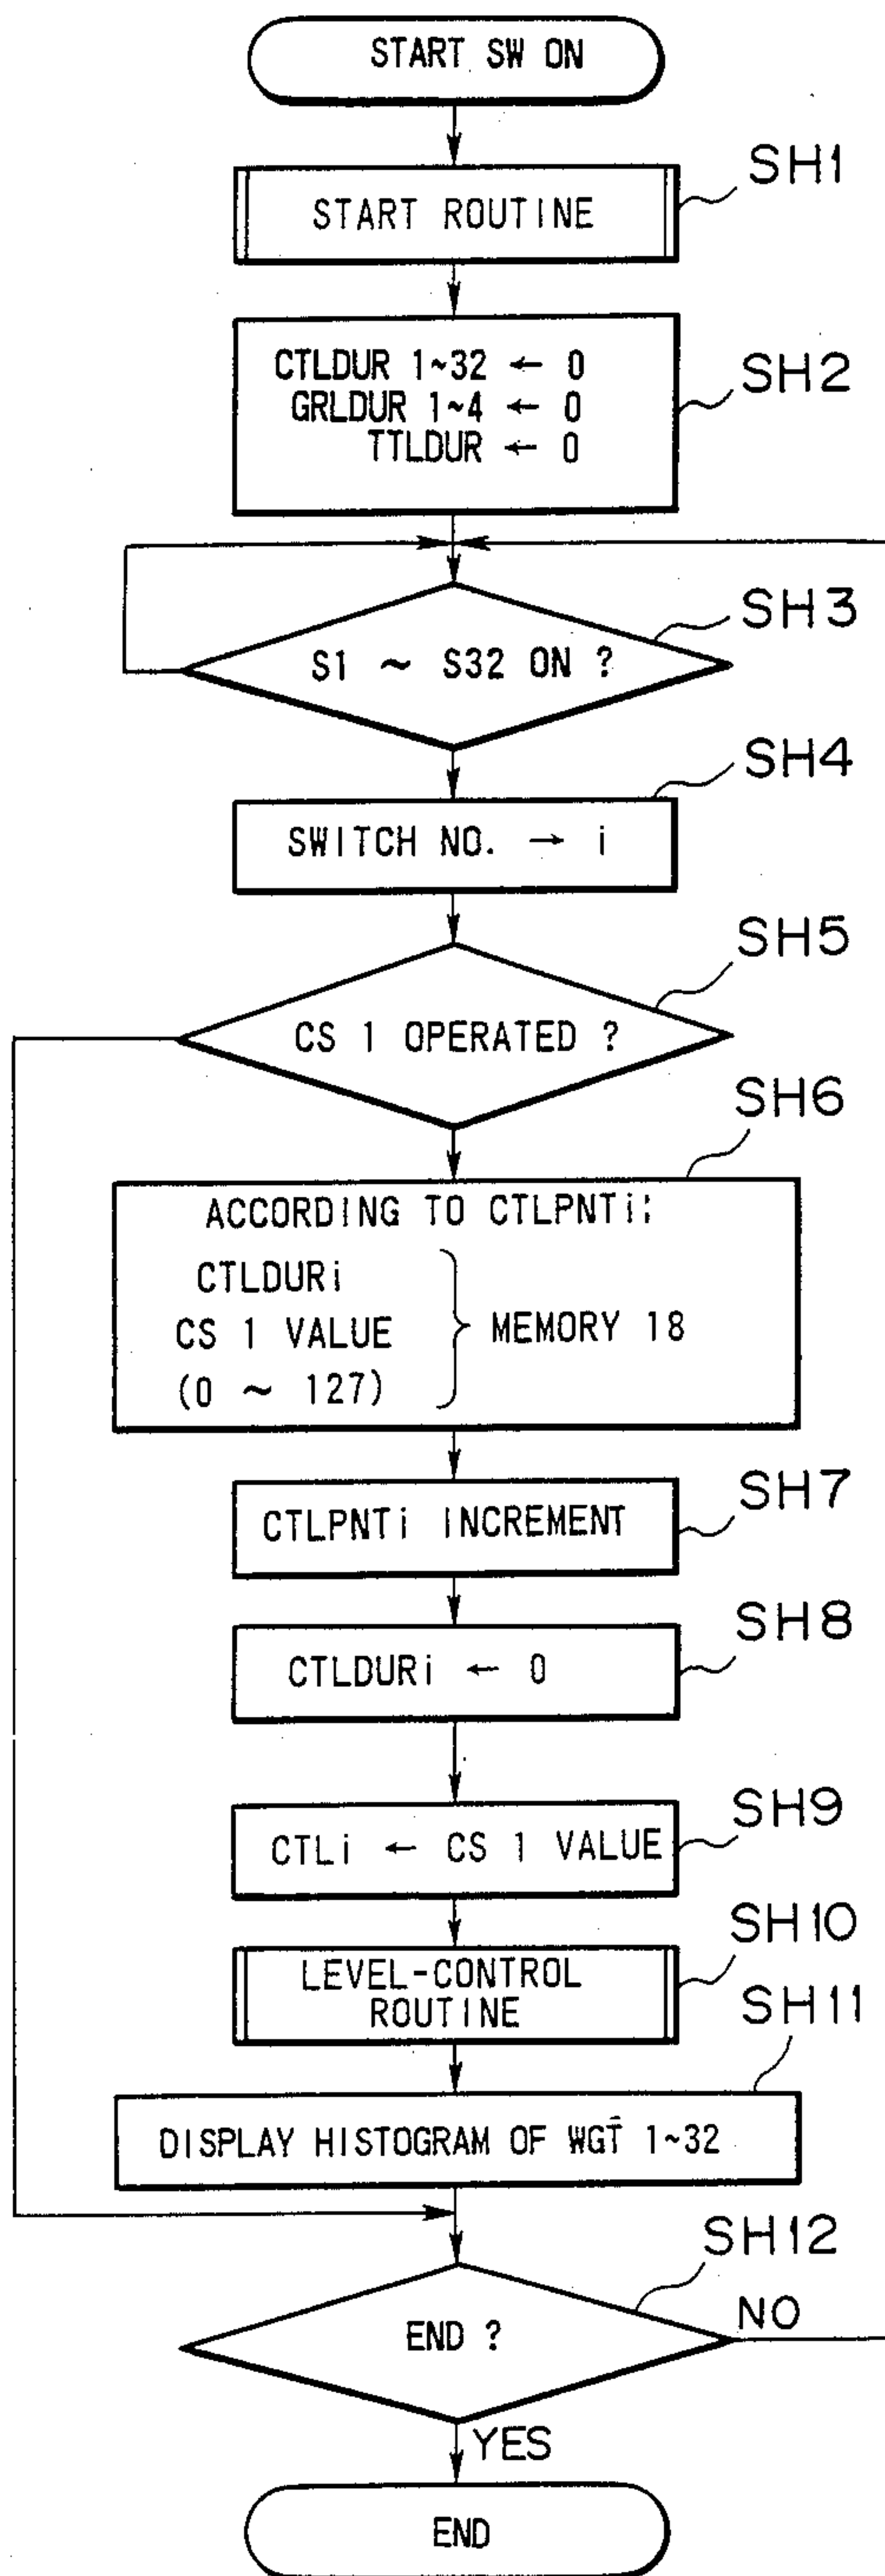 START SW ON
SH1
START ROUTINE
SH2
CTLDUR 1~32 ← 0
GRLDUR 1~4 ← 0
TTLDUR ← 0
SH3
S1 ~ S32 ON ?
SH4
SWITCH NO. → i
SH5
CS 1 OPERATED ?
SH6
ACCORDING TO CTLPNTi:
CTLDURi
CS 1 VALUE
(0 ~ 127)
MEMORY 18
SH7
CTLPNTi INCREMENT
SH8
CTLDURi ← 0
SH9
CTLi ← CS 1 VALUE
SH10
LEVEL-CONTROL
ROUTINE
SH11
DISPLAY HISTOGRAM OF WGT 1~32
SH12
END ?
NO
YES
END